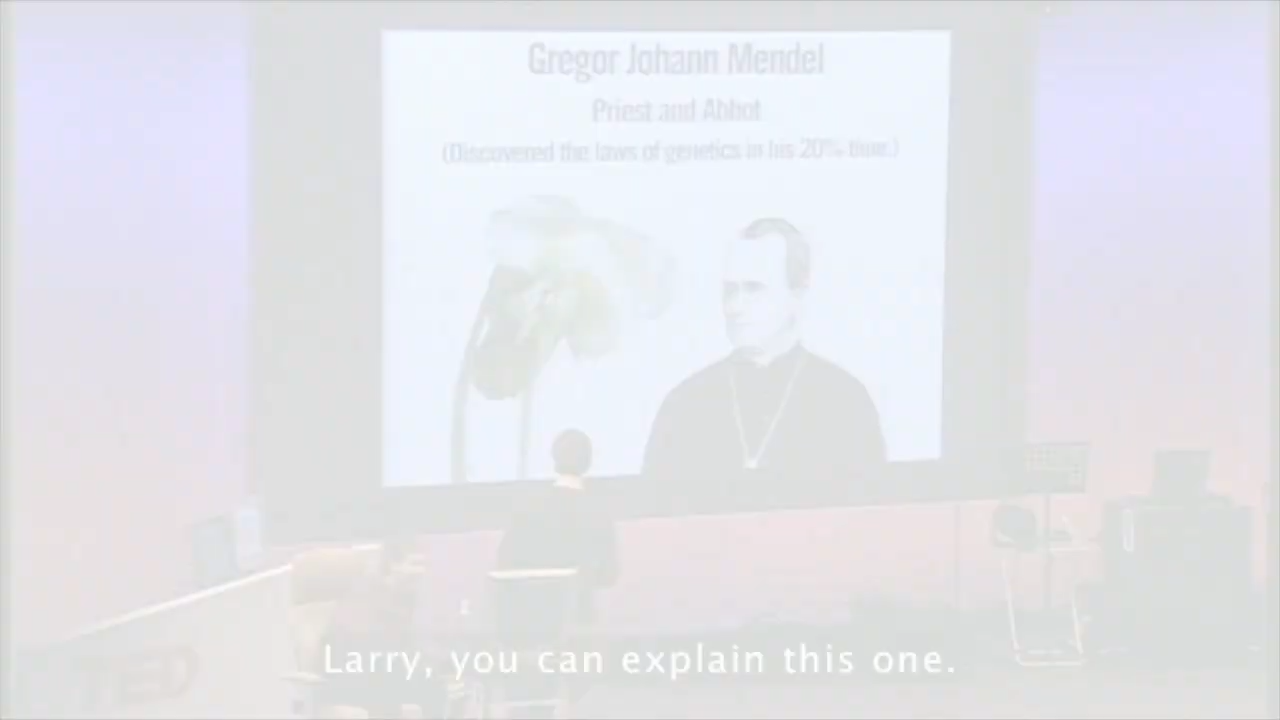 Gregor Johann Mendel
Priest and Abbot
(Discovered the laws of genetics in his 20% time.)
TED
Larry, you can explain this one.